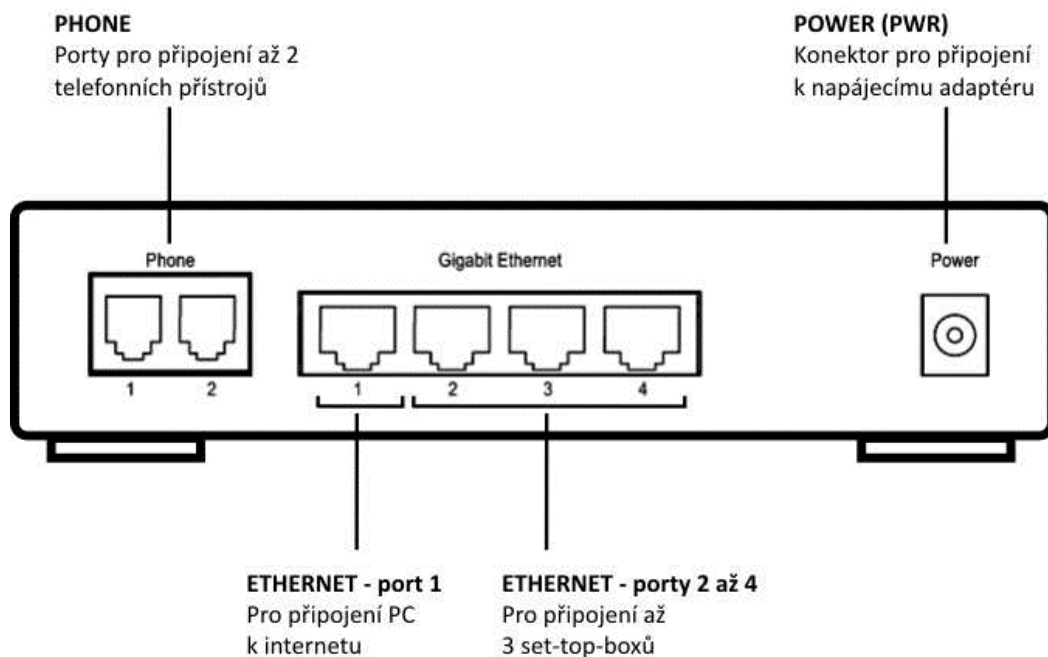 PHONE
Porty pro připojení až 2
telefonních přístrojů
POWER (PWR)
Konektor pro připojení
k napájecímu adaptéru
Phone
Gigabit Ethernet
Power
1 2
1 2 3 4
ETHERNET - port 1
Pro připojení PC
k internetu
ETHERNET - porty 2 až 4
Pro připojení až
3 set-top-boxů